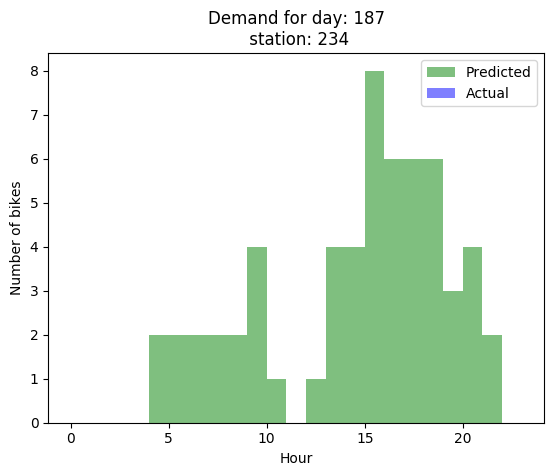 Demand for day: 187
station: 234
Predicted
Actual
Number of bikes
8
7
6
5
4
3
2
1
0
0 5 10 15 20
Hour